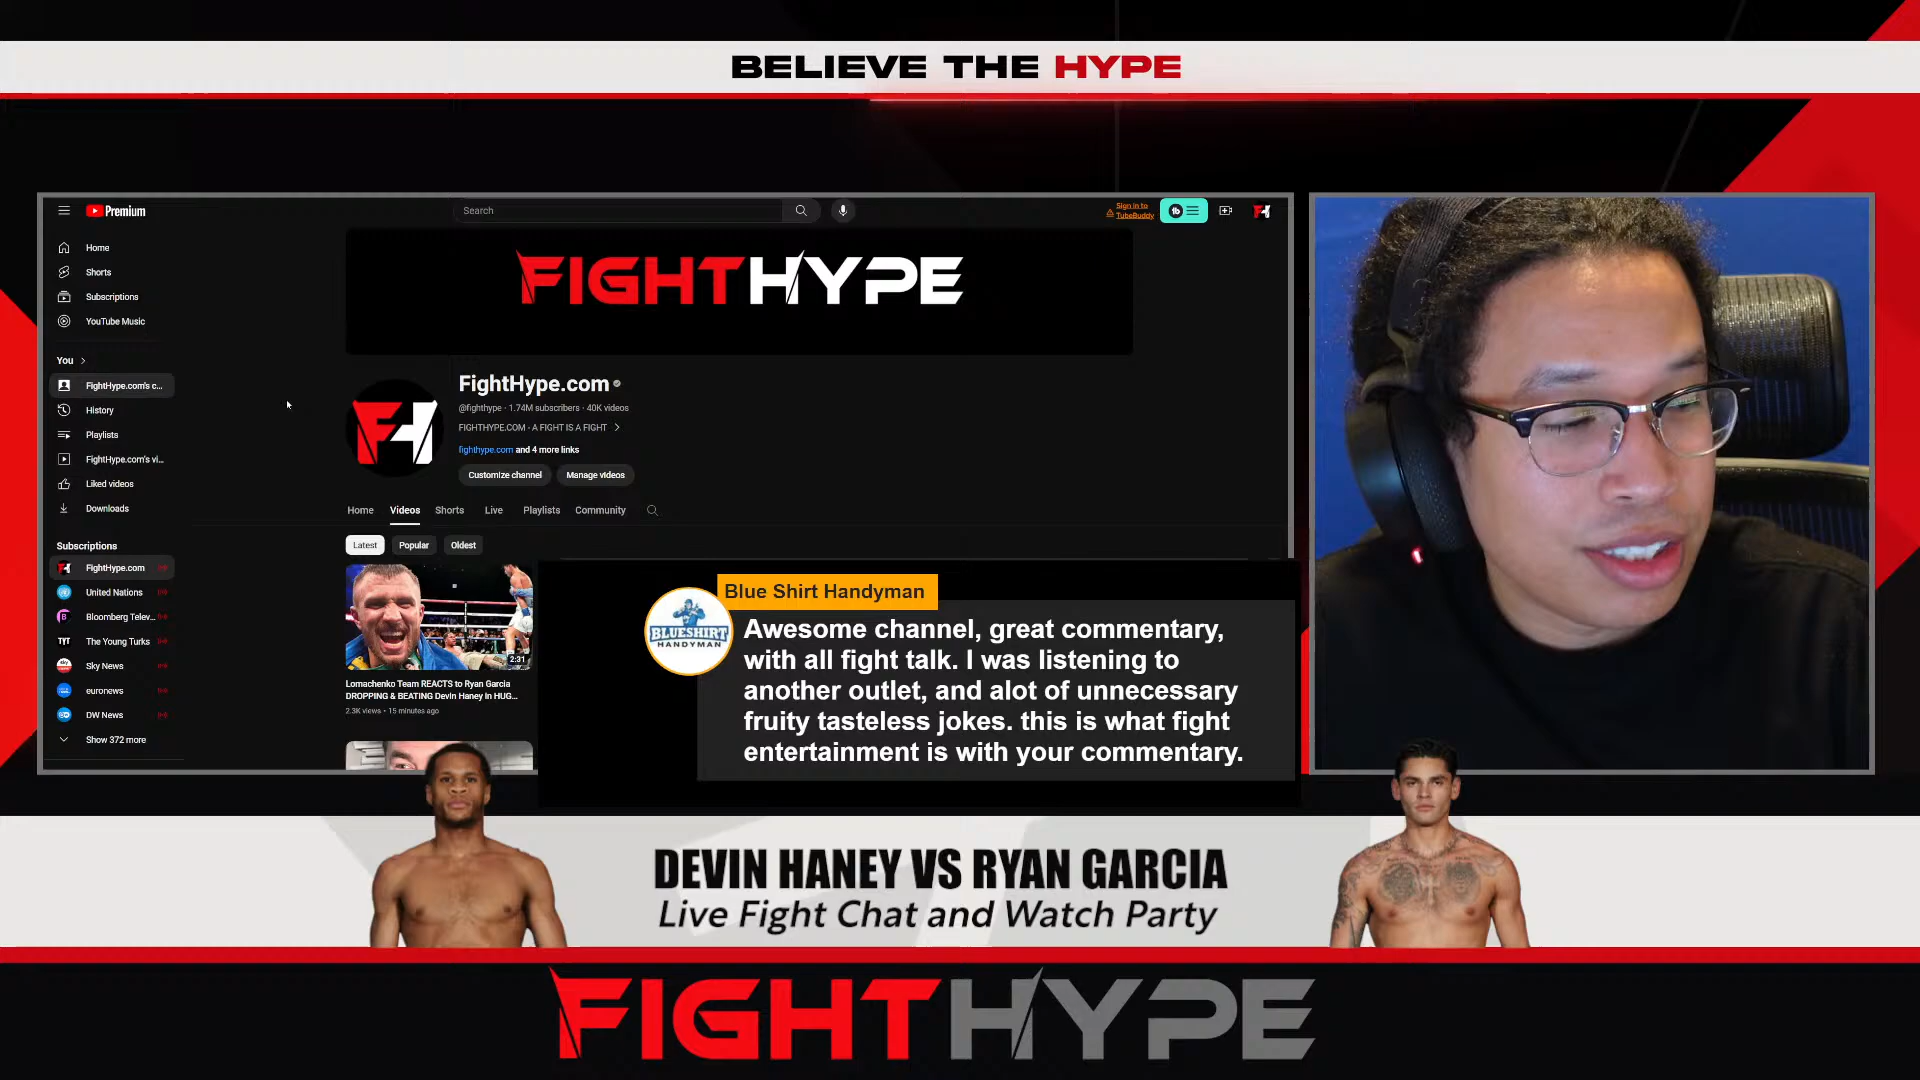 BELIEVE THE HYPE
Premium
Search
Sign in to
TubeBuddy
tb
Home
Shorts
Subscriptions
YouTube Music
You
FightHype.com's c...
History
Playlists
FightHype.com's vi...
Liked videos
Downloads
Subscriptions
FightHype.com
United Nations
Bloomberg Telev...
The Young Turks
Sky News
euronews
DW News
Show 372 more
FIGHTHYPE
FH
FightHype.com
@fighthype · 1.74M subscribers · 40K videos
FIGHTHYPE.COM - A FIGHT IS A FIGHT
fighthype.com and 4 more links
Customize channel
Manage videos
Home Videos Shorts Live Playlists Community
Latest Popular Oldest
2:31
Lomachenko Team REACTS to Ryan Garcia
DROPPING & BEATING Devin Haney in HUG...
2.3K views • 15 minutes ago
Blue Shirt Handyman
BLUESHIRT
HANDYMAN
Awesome channel, great commentary,
with all fight talk. I was listening to
another outlet, and alot of unnecessary
fruity tasteless jokes. this is what fight
entertainment is with your commentary.
DEVIN HANEY VS RYAN GARCIA
Live Fight Chat and Watch Party
FIGHTHYPE